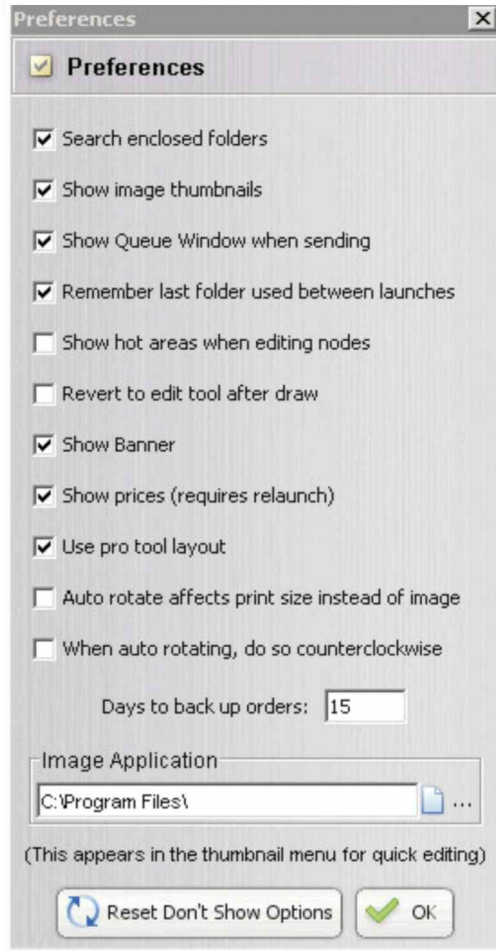 Preferences
Preferences
Search enclosed folders
Show image thumbnails
Show Queue Window when sending
Remember last folder used between launches
Show hot areas when editing nodes
Revert to edit tool after draw
Show Banner
Show prices (requires relaunch)
Use pro tool layout
Auto rotate affects print size instead of image
When auto rotating, do so counterclockwise
Days to back up orders: 15
Image Application
C:\Program Files\ ...
(This appears in the thumbnail menu for quick editing)
Reset Don't Show Options OK